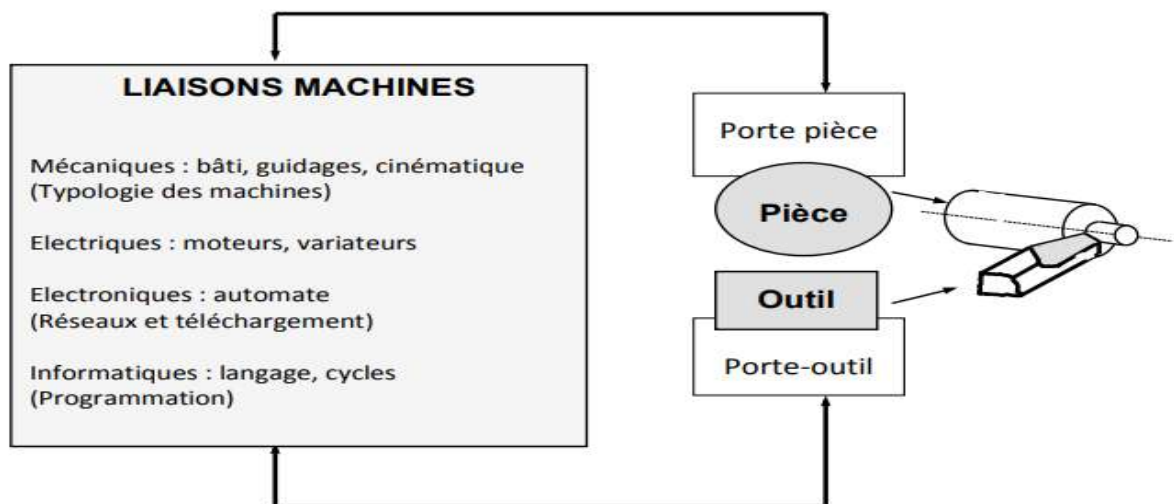 LIAISONS MACHINES
Mécaniques : bâti, guidages, cinématique
(Typologie des machines)
Electriques : moteurs, variateurs
Electroniques : automate
(Réseaux et téléchargement)
Informatiques : langage, cycles
(Programmation)
Porte pièce
Pièce
Outil
Porte-outil